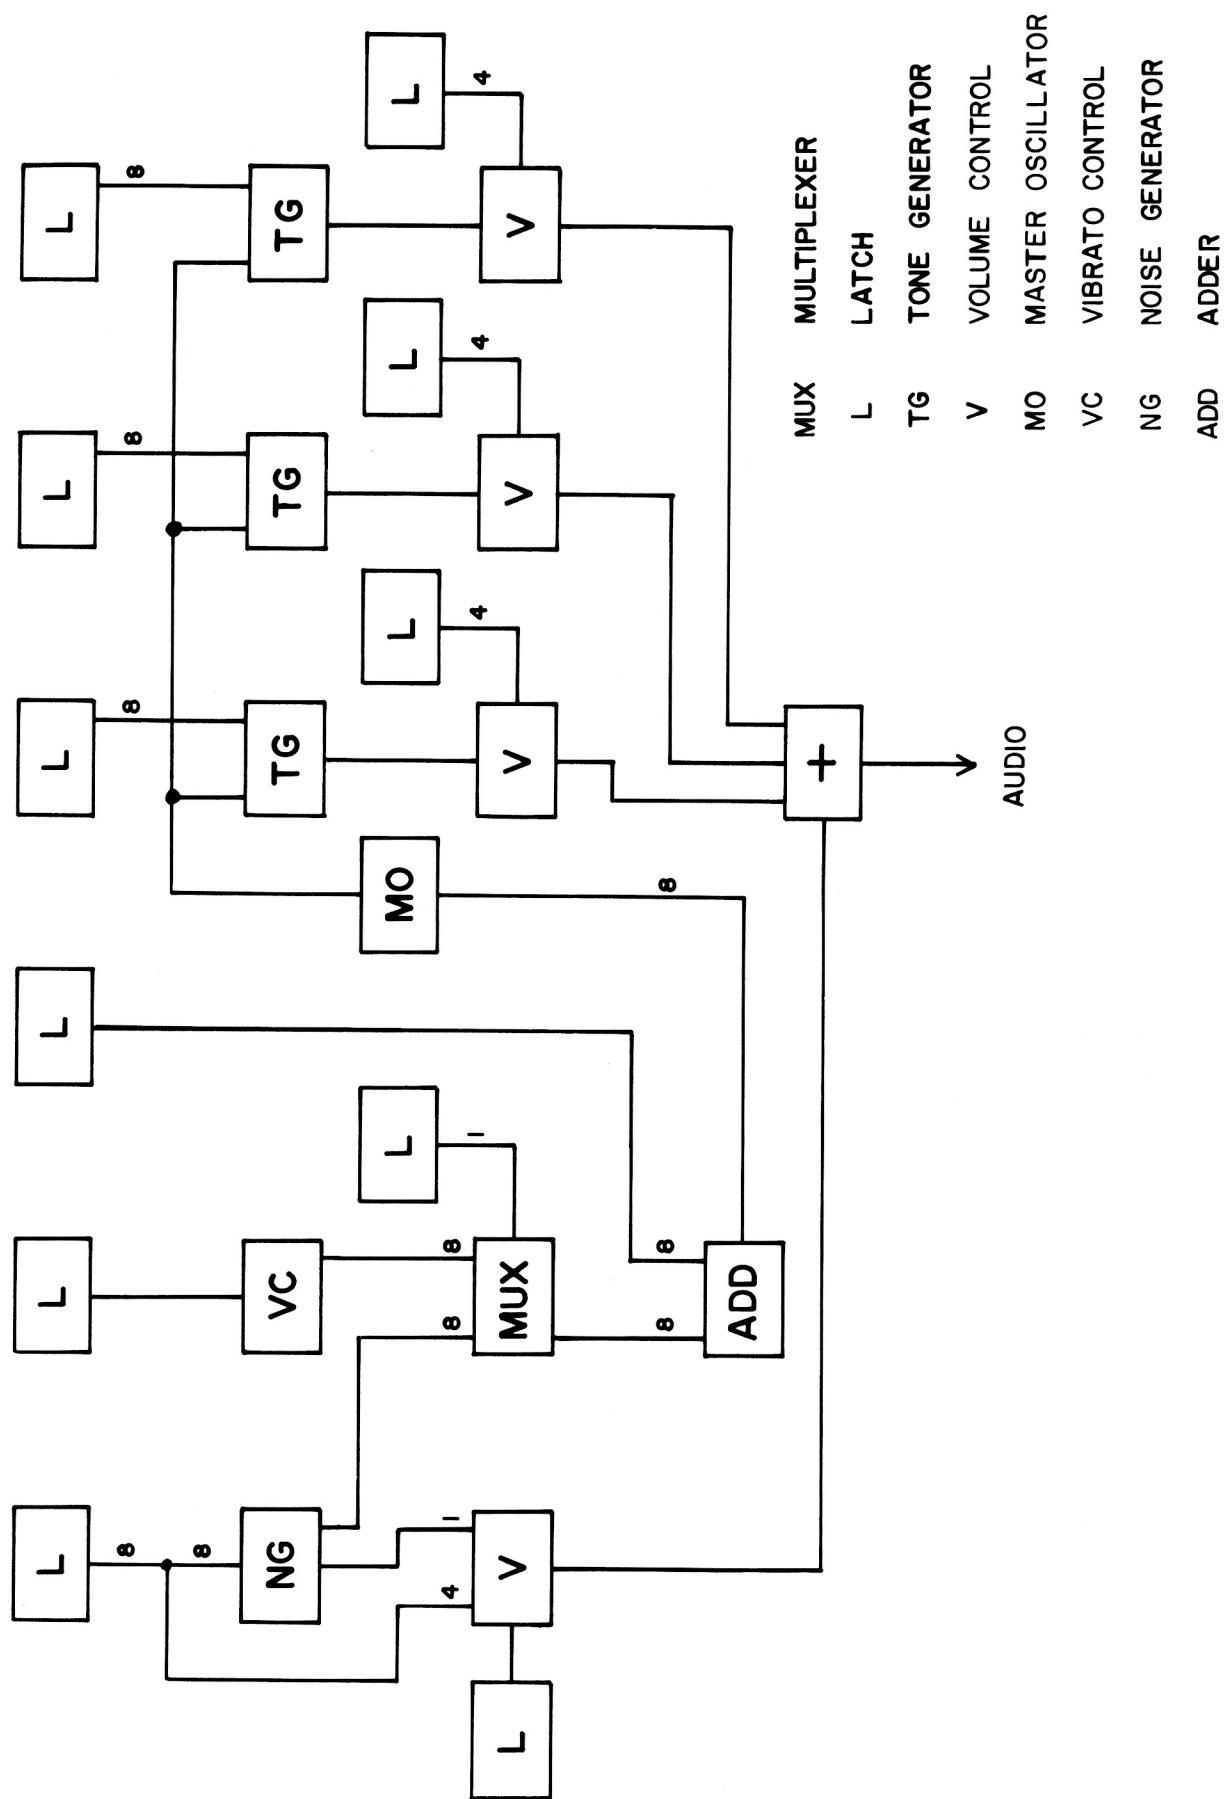 L L L L L L
8 8 8 8
8
NG VC TG TG TG
L MO L L L
4 1 8 8 1 4 4 4
L V MUX V V V
8 8 8
ADD
+
AUDIO
MUX MULTIPLEXER
L LATCH
TG TONE GENERATOR
V VOLUME CONTROL
MO MASTER OSCILLATOR
VC VIBRATO CONTROL
NG NOISE GENERATOR
ADD ADDER